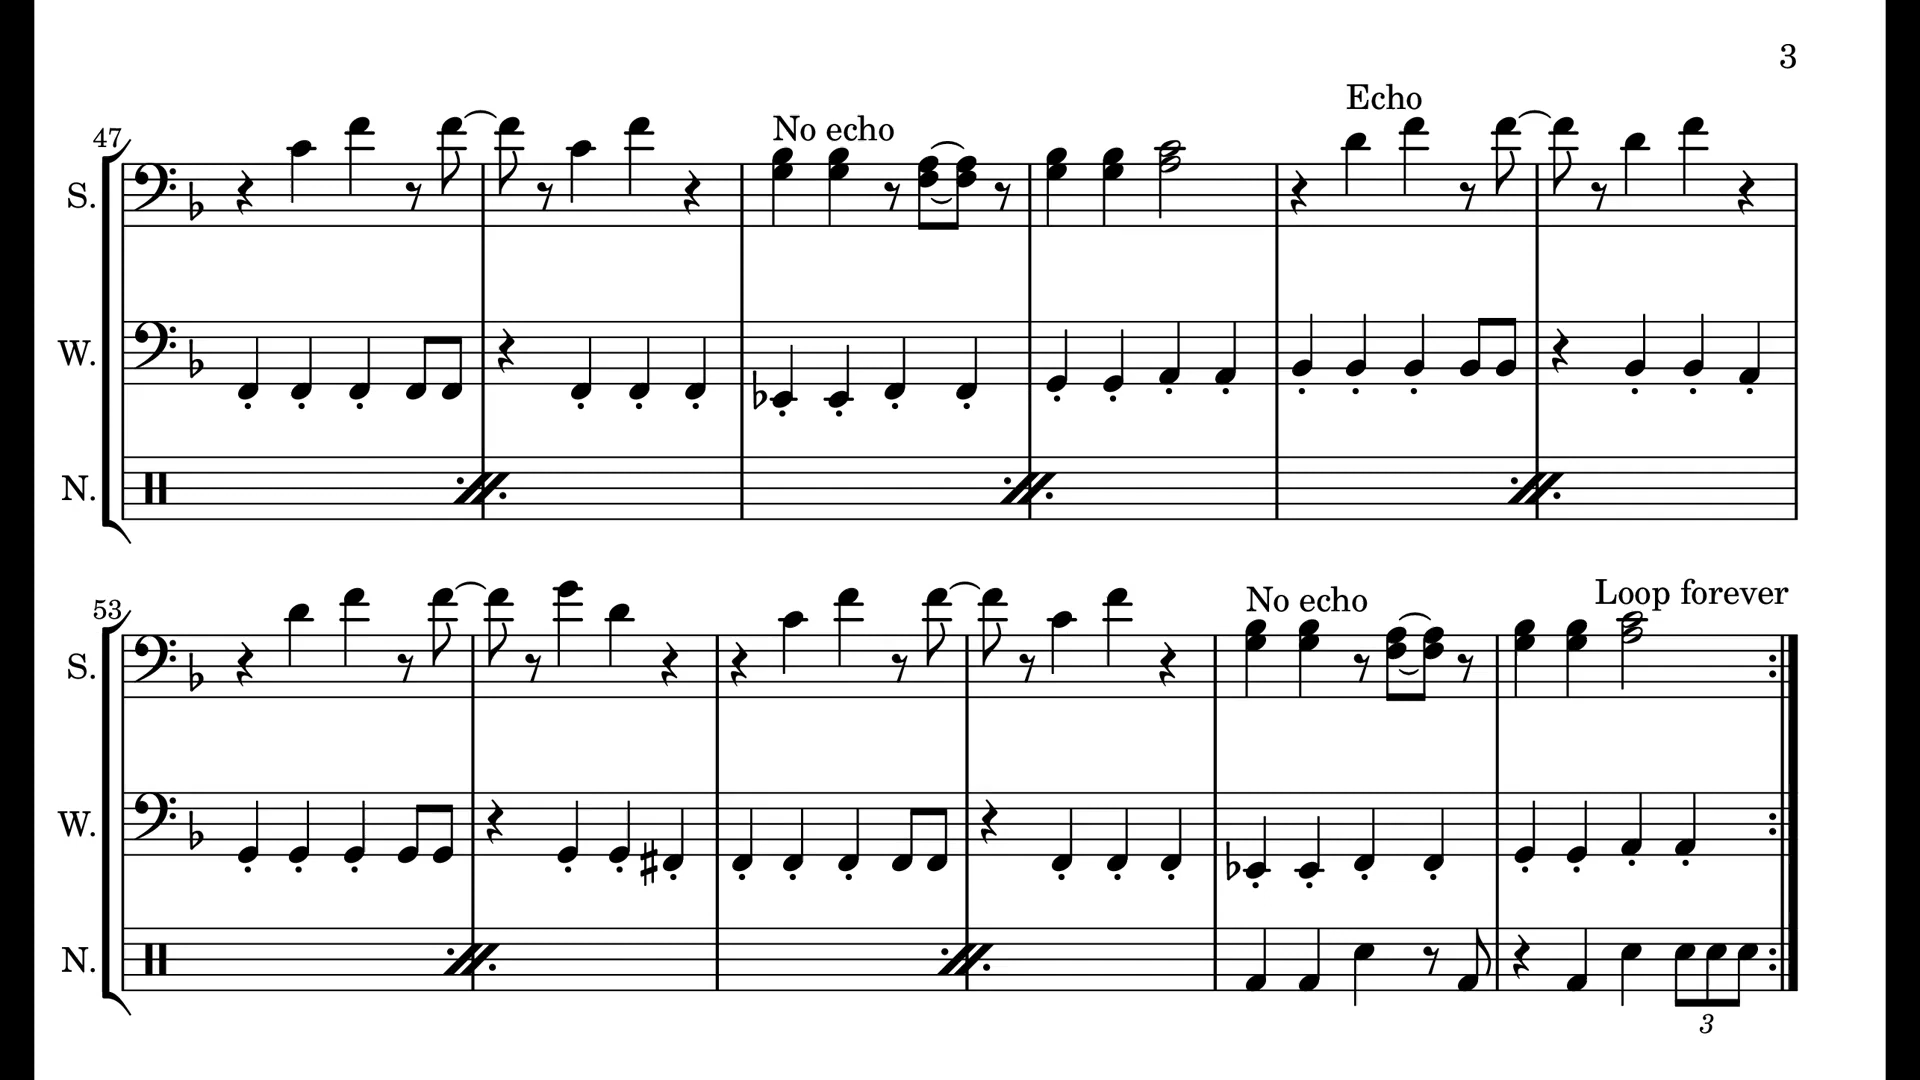 3
Echo
No echo
47
S.
W.
N.
Loop forever
No echo
53
S.
W.
N.
3